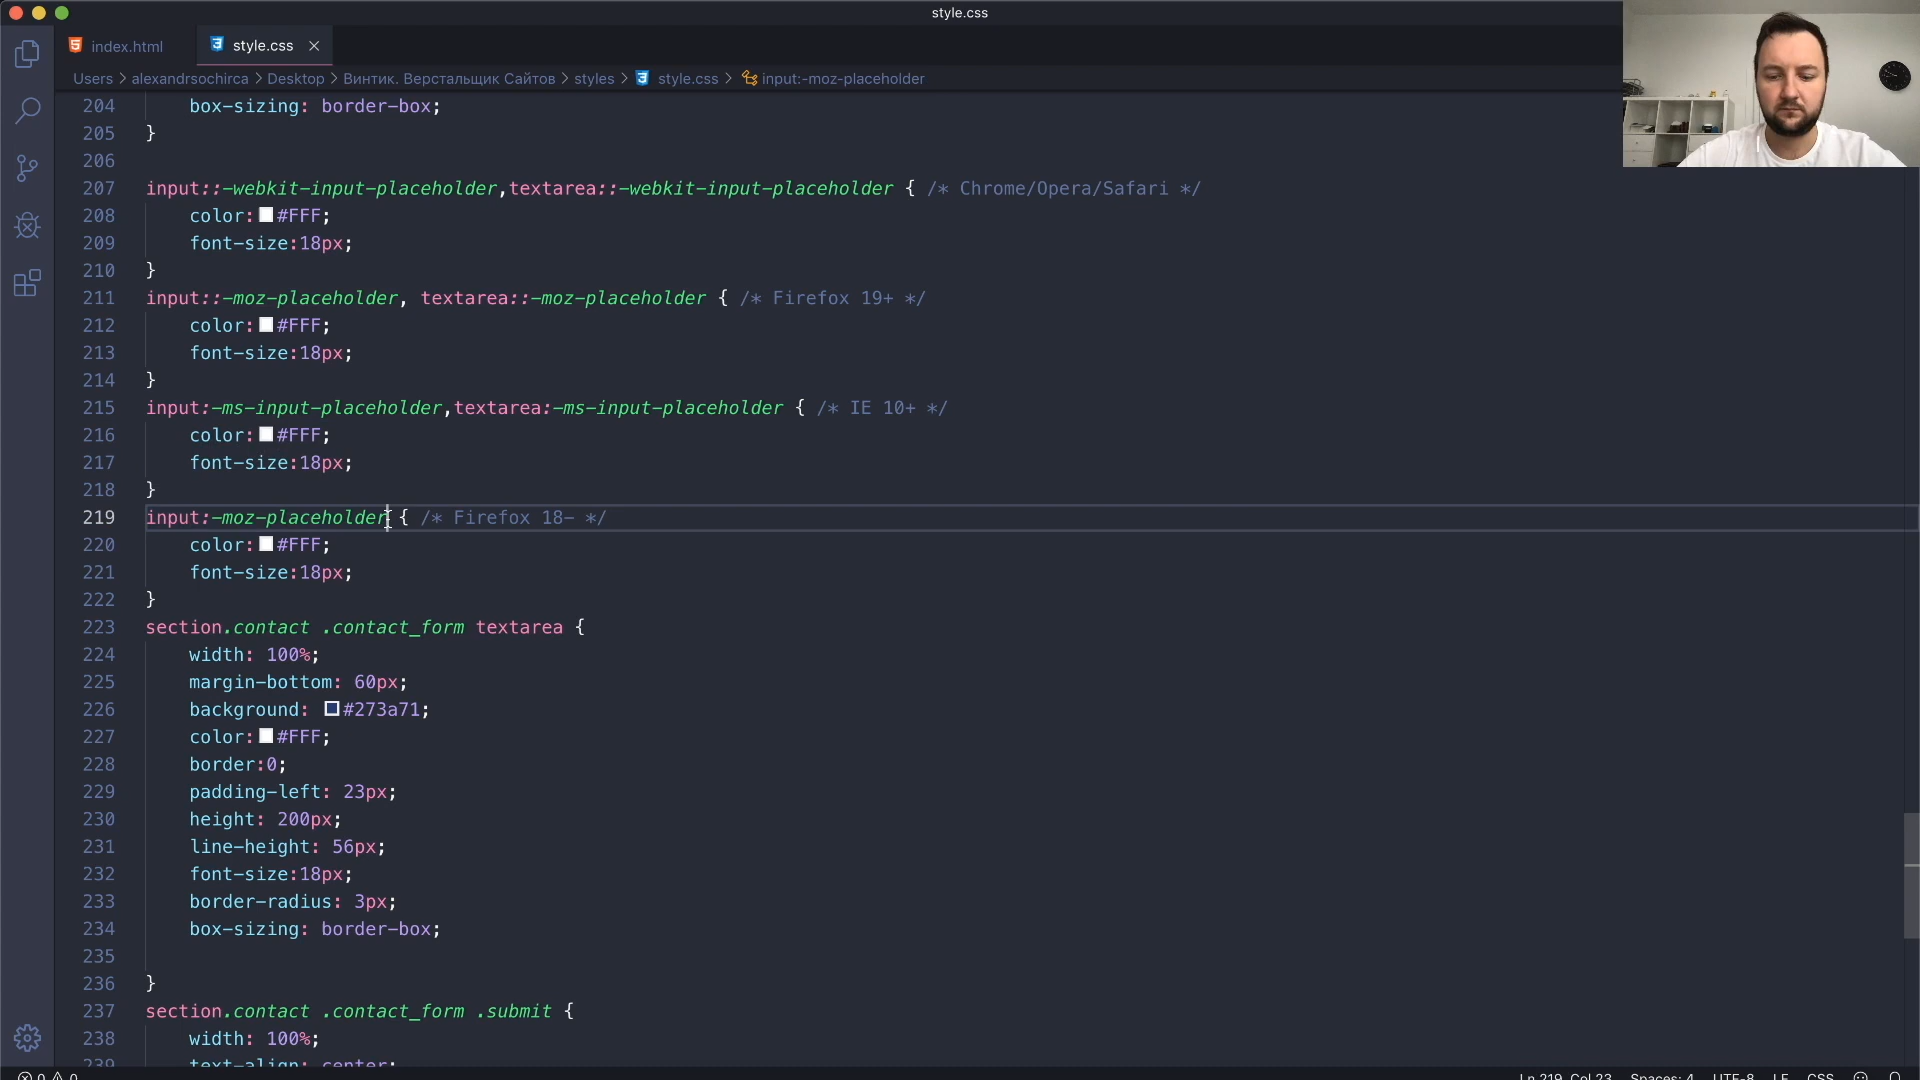 style.css
index.html
style.css
Users > alexandrsochirca > Desktop > Винтик. Верстальщик Сайтов > styles > style.css > input:-moz-placeholder
204 box-sizing: border-box;
205 }
206
207 input::-webkit-input-placeholder,textarea::-webkit-input-placeholder { /* Chrome/Opera/Safari */
208 color:#FFF;
209 font-size:18px;
210 }
211 input::-moz-placeholder, textarea::-moz-placeholder { /* Firefox 19+ */
212 color:#FFF;
213 font-size:18px;
214 }
215 input:-ms-input-placeholder,textarea:-ms-input-placeholder { /* IE 10+ */
216 color:#FFF;
217 font-size:18px;
218 }
219 input:-moz-placeholder { /* Firefox 18- */
220 color:#FFF;
221 font-size:18px;
222 }
223 section.contact .contact_form textarea {
224 width: 100%;
225 margin-bottom: 60px;
226 background: #273a71;
227 color:#FFF;
228 border:0;
229 padding-left: 23px;
230 height: 200px;
231 line-height: 56px;
232 font-size:18px;
233 border-radius: 3px;
234 box-sizing: border-box;
235
236 }
237 section.contact .contact_form .submit {
238 width: 100%;
239 text-align: center;
0 0 Ln 219, Col 23 Spaces: 4 UTF-8 LF CSS